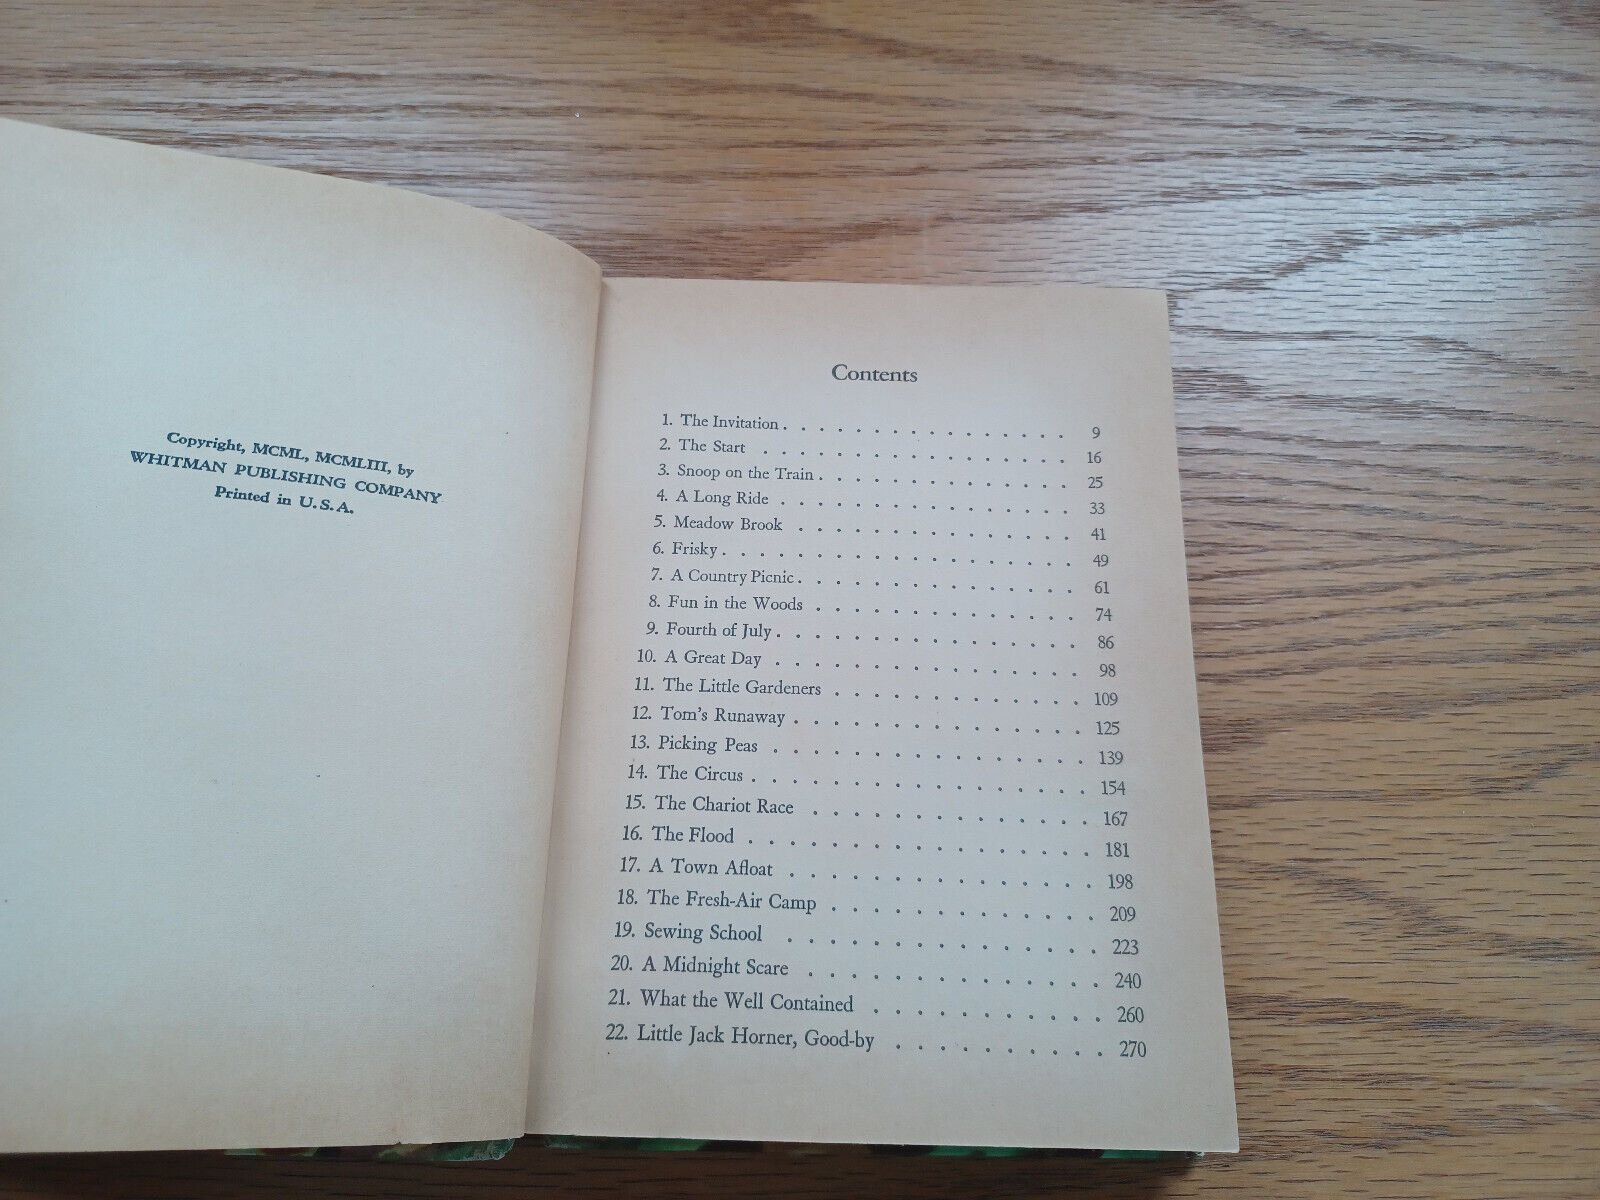 Copyright, MCML, MCMLIII, by
WHITMAN PUBLISHING COMPANY
Printed in U.S.A.
Contents
1. The Invitation . . . . . . . . . . . . . . . . 9
2. The Start . . . . . . . . . . . . . . . . . 16
3. Snoop on the Train . . . . . . . . . . . . . . 25
4. A Long Ride . . . . . . . . . . . . . . . . 33
5. Meadow Brook . . . . . . . . . . . . . . . 41
6. Frisky . . . . . . . . . . . . . . . . . . 49
7. A Country Picnic . . . . . . . . . . . . . . . 61
8. Fun in the Woods . . . . . . . . . . . . . . 74
9. Fourth of July . . . . . . . . . . . . . . . . 86
10. A Great Day . . . . . . . . . . . . . . . . 98
11. The Little Gardeners . . . . . . . . . . . . . 109
12. Tom's Runaway . . . . . . . . . . . . . . . 125
13. Picking Peas . . . . . . . . . . . . . . . . 139
14. The Circus . . . . . . . . . . . . . . . . . 154
15. The Chariot Race . . . . . . . . . . . . . . 167
16. The Flood . . . . . . . . . . . . . . . . . 181
17. A Town Afloat . . . . . . . . . . . . . . . 198
18. The Fresh-Air Camp . . . . . . . . . . . . . 209
19. Sewing School . . . . . . . . . . . . . . . 223
20. A Midnight Scare . . . . . . . . . . . . . . 240
21. What the Well Contained . . . . . . . . . . . 260
22. Little Jack Horner, Good-by . . . . . . . . . . 270